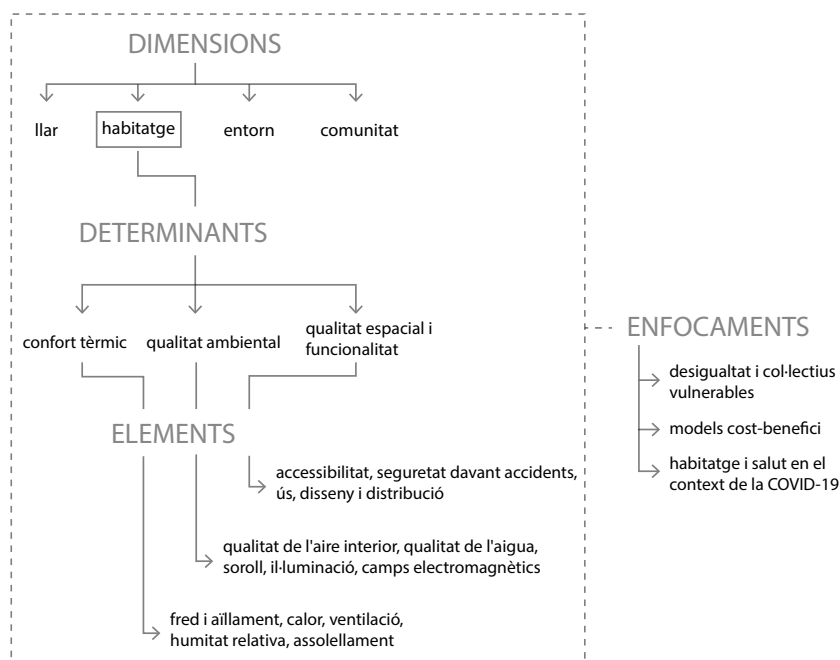 DIMENSIONS
llar
habitatge
entorn
comunitat
DETERMINANTS
confort tèrmic
qualitat ambiental
qualitat espacial i
funcionalitat
ELEMENTS
accessibilitat, seguretat davant accidents,
ús, disseny i distribució
qualitat de l'aire interior, qualitat de l'aigua,
soroll, il·luminació, camps electromagnètics
fred i aïllament, calor, ventilació,
humitat relativa, assolellament
ENFOCAMENTS
desigualtat i col·lectius
vulnerables
models cost-benefici
habitatge i salut en el
context de la COVID-19